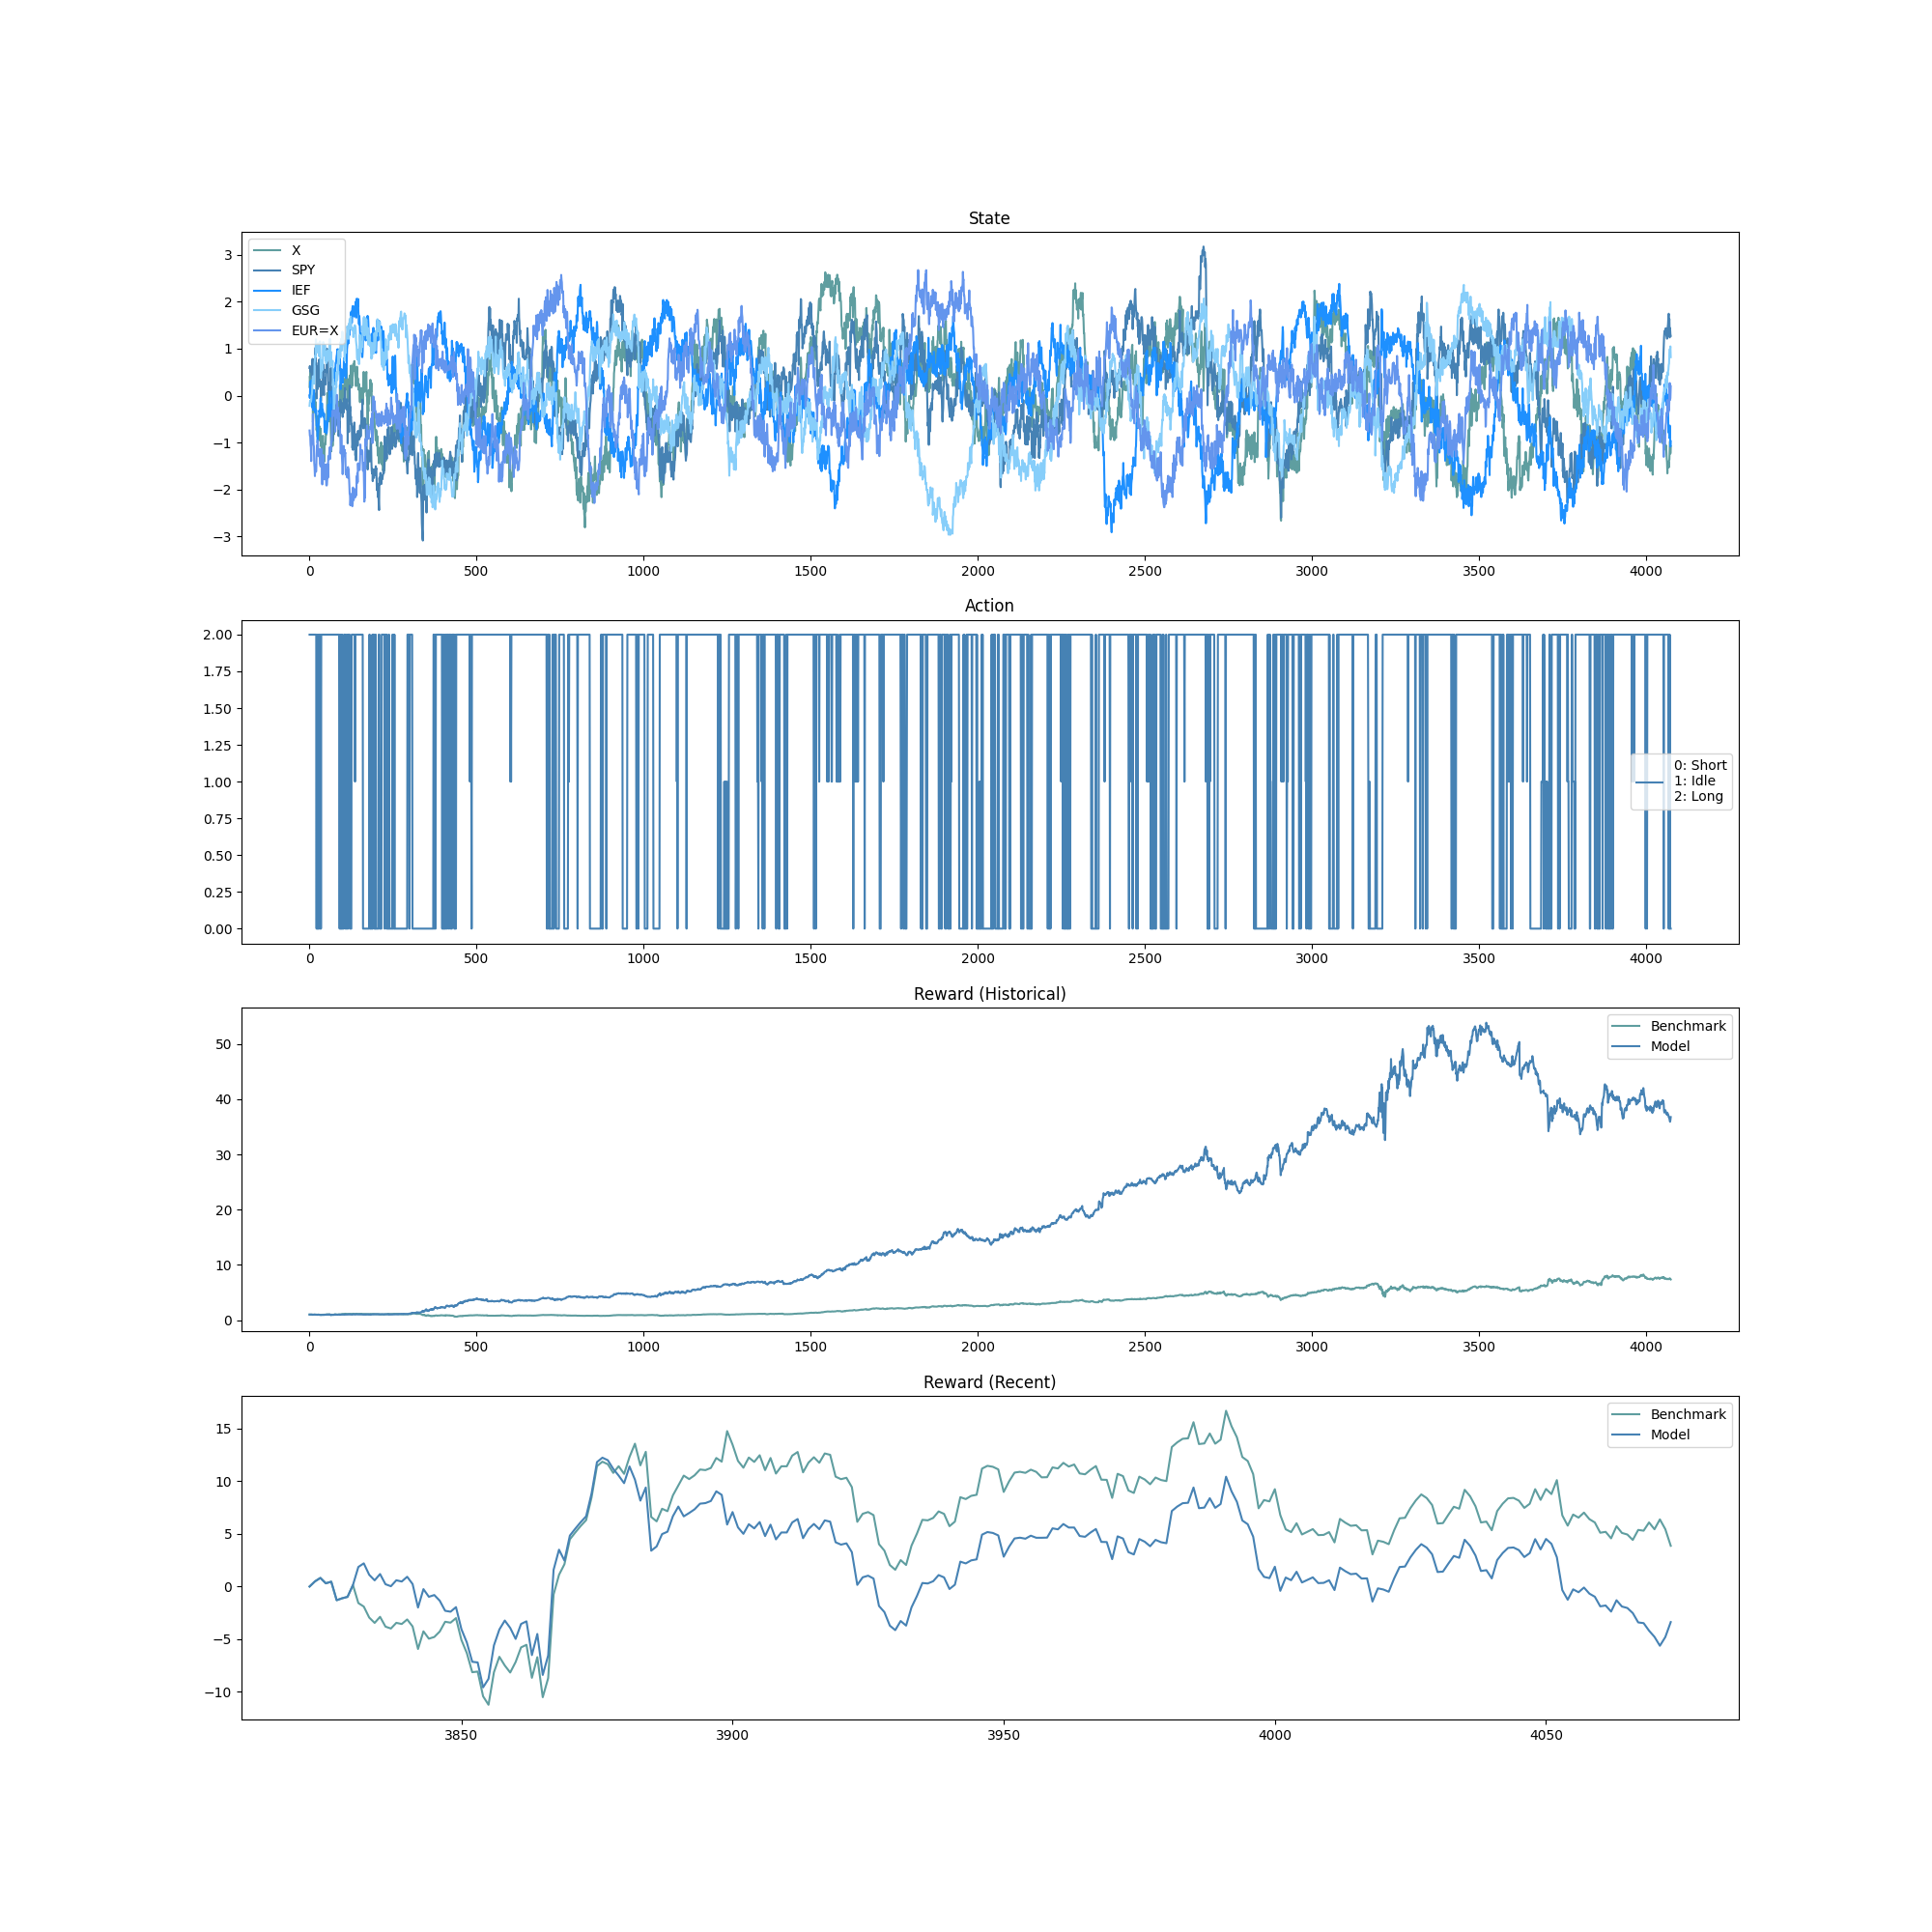 State
3
2
1
0
−1
−2
−3
X
SPY
IEF
GSG
EUR=X
0 500 1000 1500 2000 2500 3000 3500 4000
Action
2.00
1.75
1.50
1.25
1.00
0.75
0.50
0.25
0.00
0: Short
1: Idle
2: Long
0 500 1000 1500 2000 2500 3000 3500 4000
Reward (Historical)
50
40
30
20
10
0
Benchmark
Model
0 500 1000 1500 2000 2500 3000 3500 4000
Reward (Recent)
15
10
5
0
−5
−10
Benchmark
Model
3850 3900 3950 4000 4050